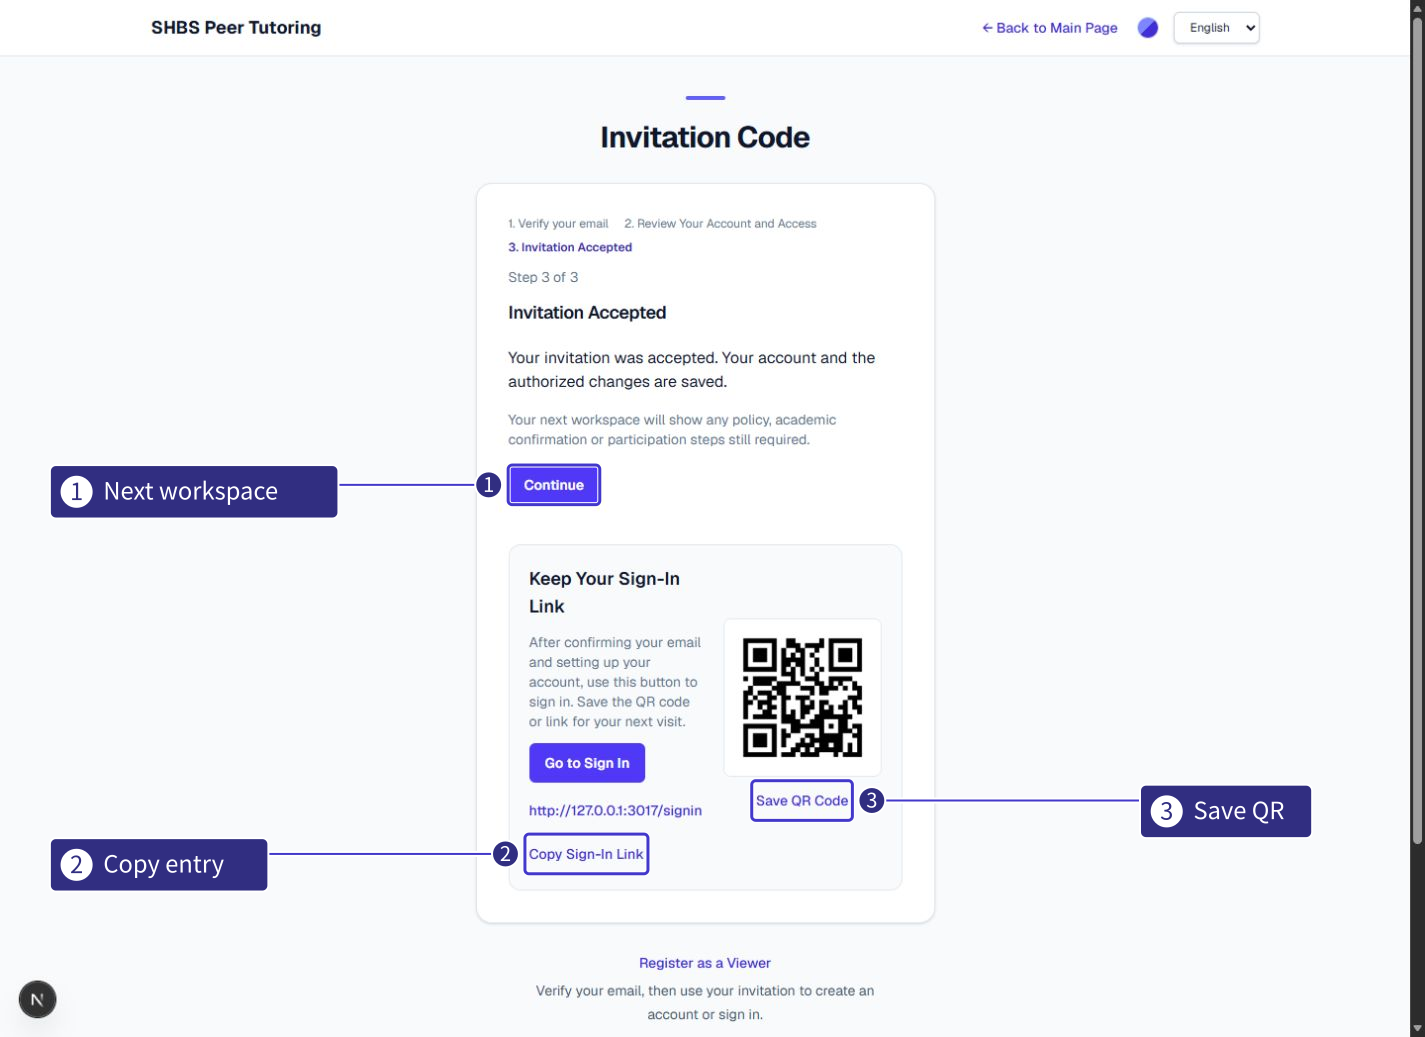 SHBS Peer Tutoring
← Back to Main Page
English
Invitation Code
1. Verify your email 2. Review Your Account and Access
3. Invitation Accepted
Step 3 of 3
Invitation Accepted
Your invitation was accepted. Your account and the
authorized changes are saved.
Your next workspace will show any policy, academic
confirmation or participation steps still required.
1 Next workspace
1
Continue
Keep Your Sign-In
Link
After confirming your email
and setting up your
account, use this button to
sign in. Save the QR code
or link for your next visit.
Go to Sign In
http://127.0.0.1:3017/signin
Save QR Code
3
3 Save QR
2 Copy entry
2
Copy Sign-In Link
Register as a Viewer
Verify your email, then use your invitation to create an
account or sign in.
N